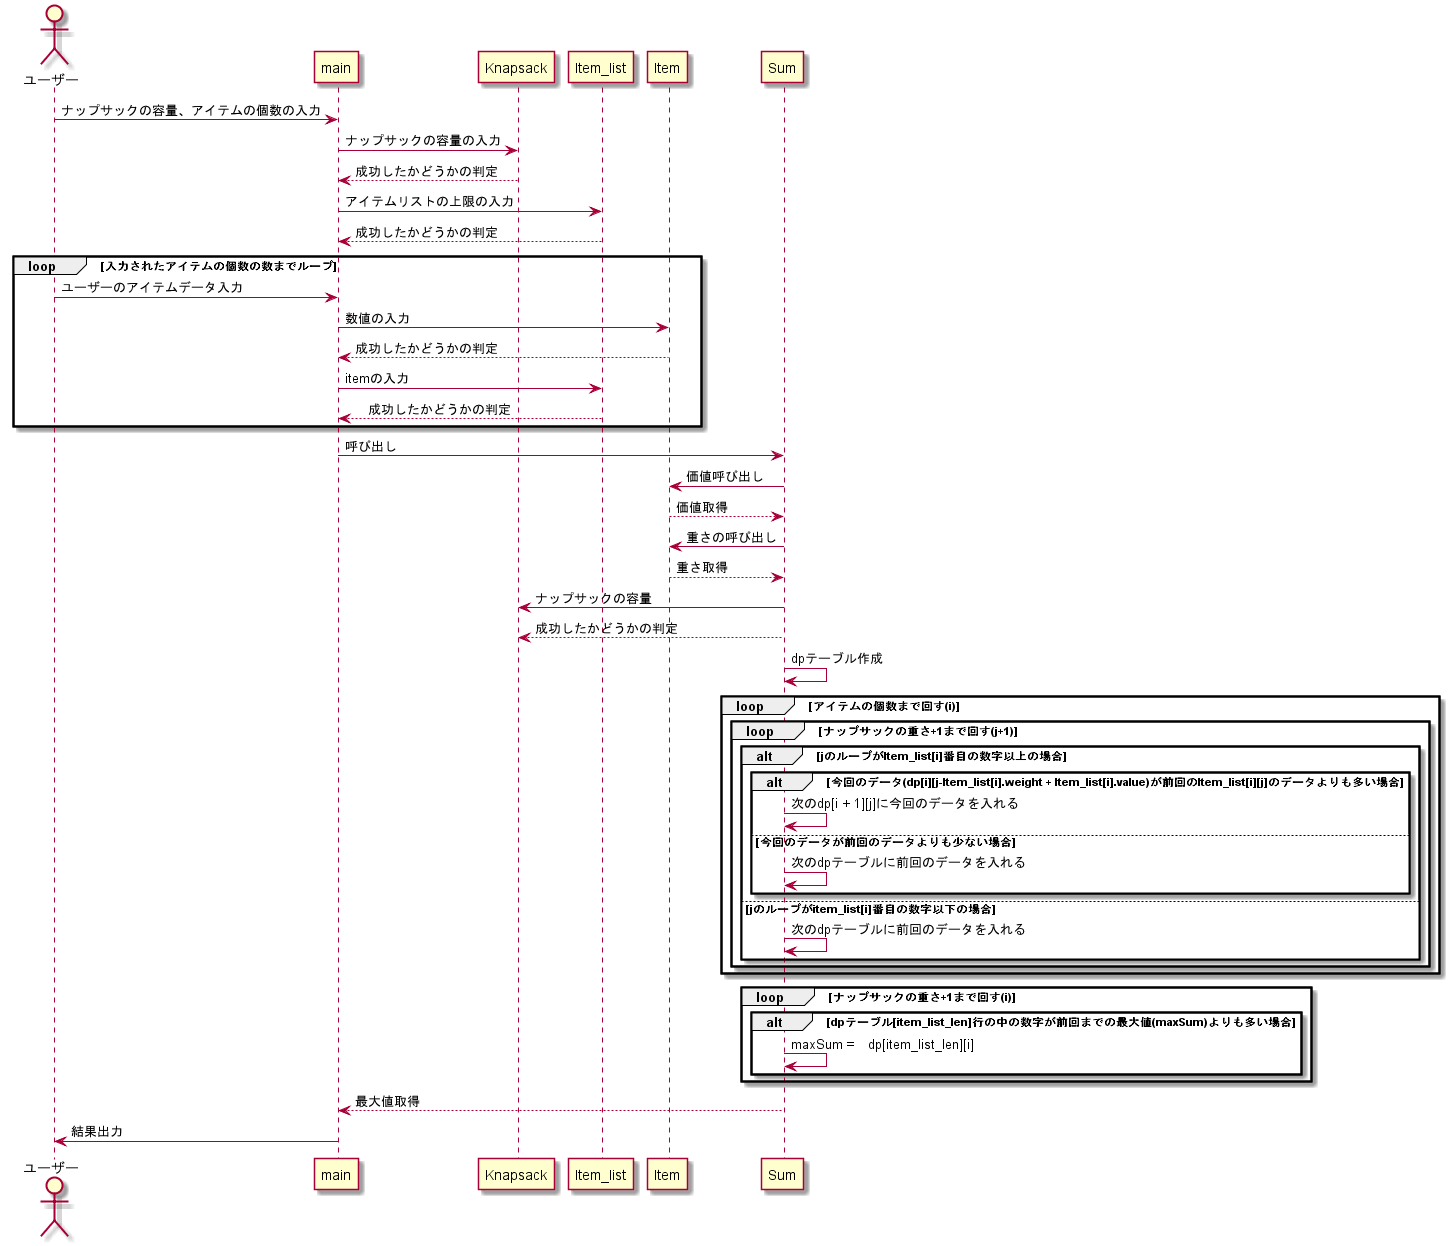 ユーザー
main
Knapsack
Item_list
Item
Sum
ナップサックの容量、アイテムの個数の入力
ナップサックの容量の入力
成功したかどうかの判定
アイテムリストの上限の入力
成功したかどうかの判定
loop [入力されたアイテムの個数の数までループ]
ユーザーのアイテムデータ入力
数値の入力
成功したかどうかの判定
itemの入力
成功したかどうかの判定
呼び出し
価値呼び出し
価値取得
重さの呼び出し
重さ取得
ナップサックの容量
成功したかどうかの判定
dpテーブル作成
loop [アイテムの個数まで回す(i)]
loop [ナップサックの重さ+1まで回す(j+1)]
alt [jのループがItem_list[i]番目の数字以上の場合]
alt [今回のデータ(dp[i][j-Item_list[i].weight + Item_list[i].value)が前回のItem_list[i][j]のデータよりも多い場合]
次のdp[i + 1][j]に今回のデータを入れる
[今回のデータが前回のデータよりも少ない場合]
次のdpテーブルに前回のデータを入れる
[jのループがitem_list[i]番目の数字以下の場合]
次のdpテーブルに前回のデータを入れる
loop [ナップサックの重さ+1まで回す(i)]
alt [dpテーブル[item_list_len]行の中の数字が前回までの最大値(maxSum)よりも多い場合]
maxSum = dp[item_list_len][i]
最大値取得
結果出力
ユーザー
main
Knapsack
Item_list
Item
Sum